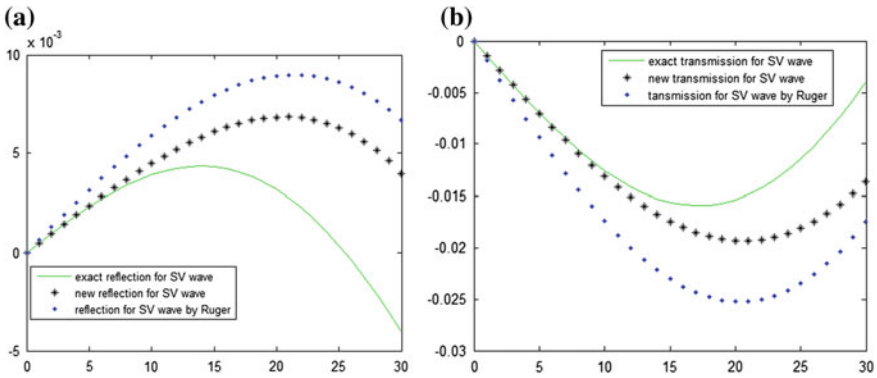 (a)
x 10⁻³
10
5
0
-5
0
5
10
15
20
25
30
exact reflection for SV wave
new reflection for SV wave
reflection for SV wave by Ruger
(b)
0
-0.005
-0.01
-0.015
-0.02
-0.025
-0.03
0
5
10
15
20
25
30
exact transmission for SV wave
new transmission for SV wave
tansmission for SV wave by Ruger